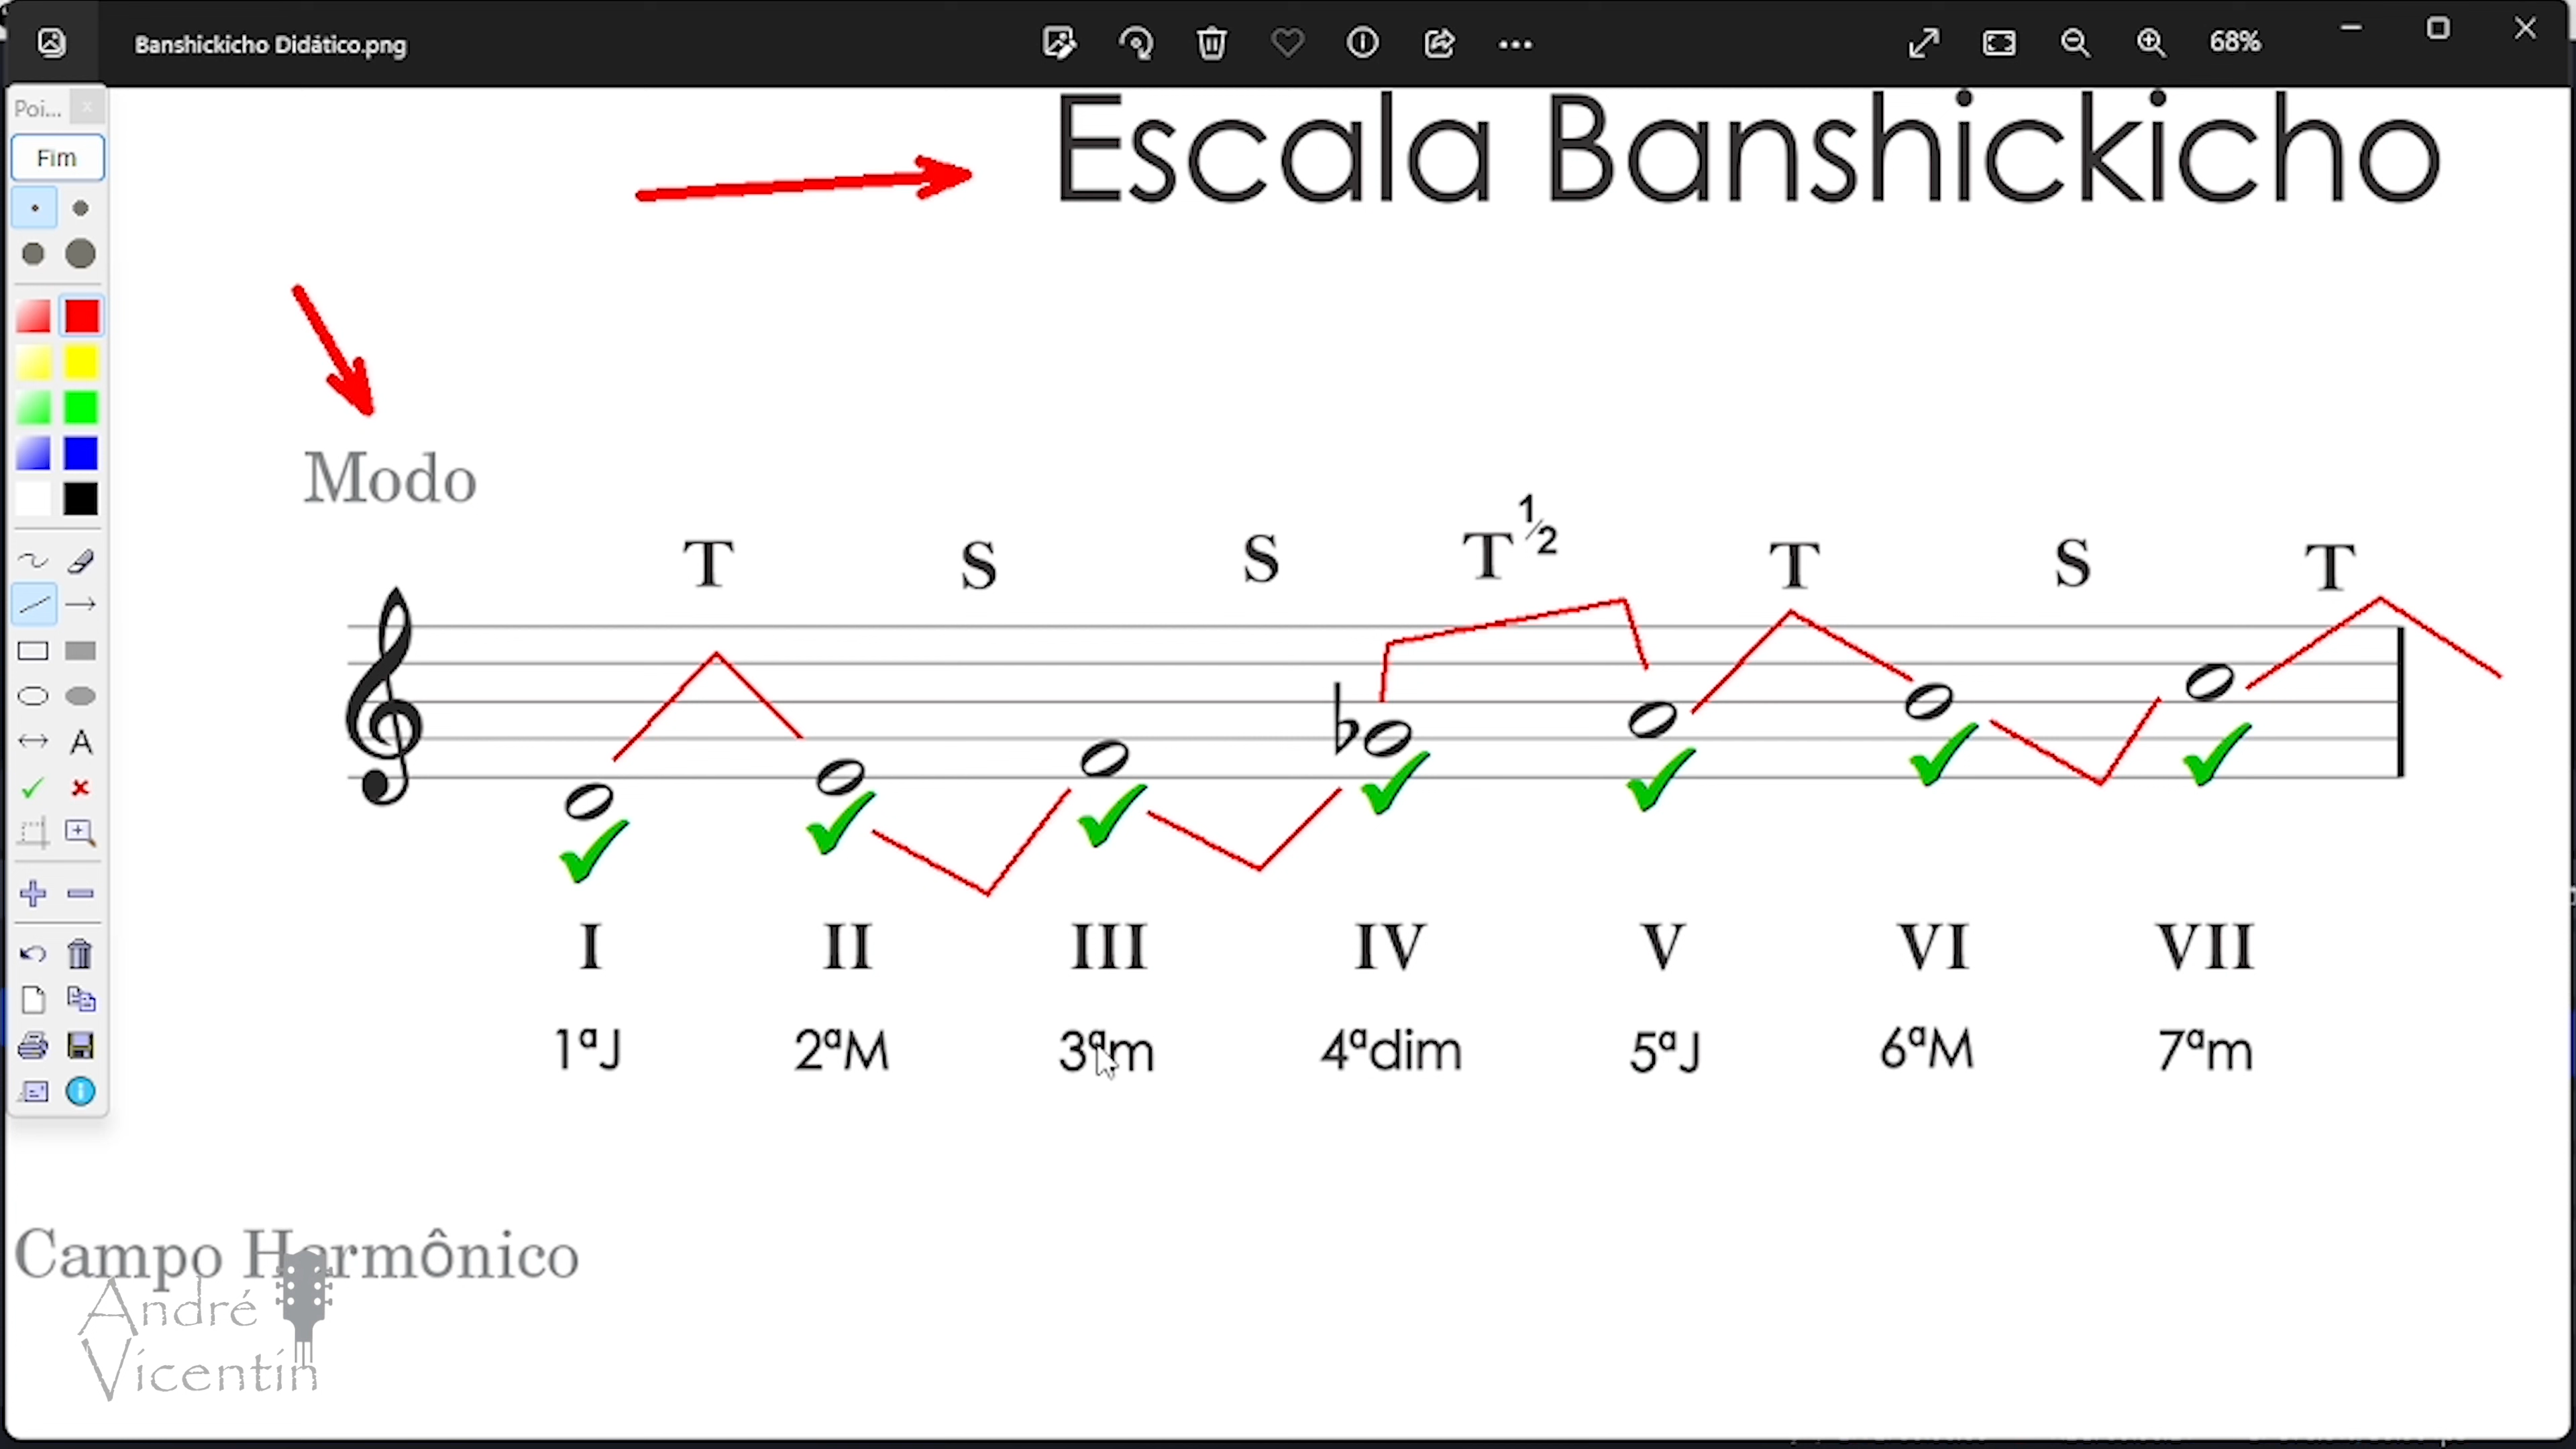 Banshickicho Didático.png
68%
Poi...
Fim
A
Escala Banshickicho
Modo
T S S T 1/2 T S T
I II III IV V VI VII
1ªJ 2ªM 3ªm 4ªdim 5ªJ 6ªM 7ªm
Campo Harmônico
André
Vicentin